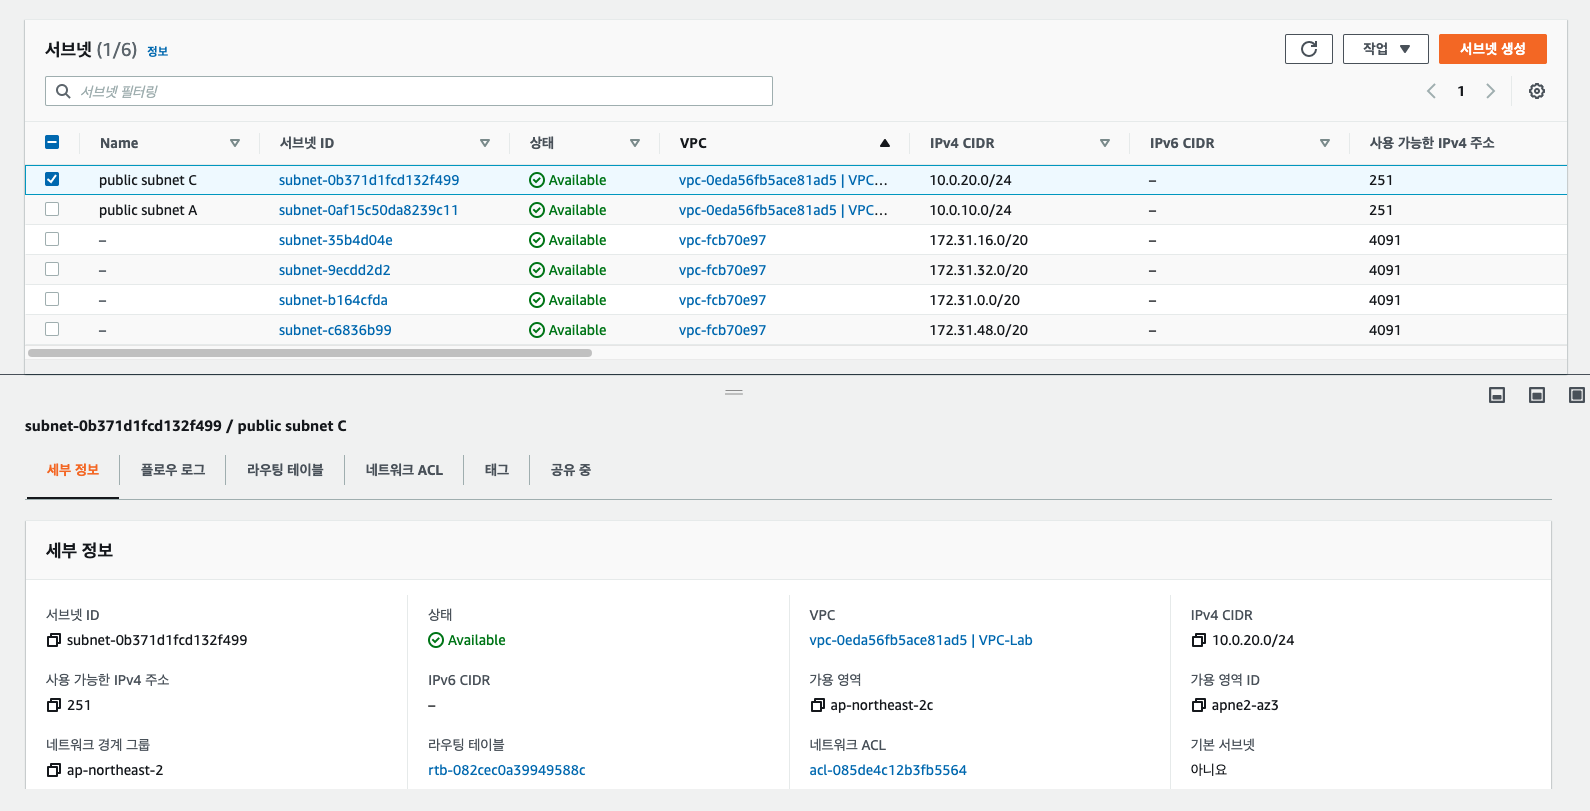 서브넷 (1/6) 정보
작업 서브넷 생성
서브넷 필터링
1
Name 서브넷 ID 상태 VPC IPv4 CIDR IPv6 CIDR 사용 가능한 IPv4 주소
public subnet C subnet-0b371d1fcd132f499 Available vpc-0eda56fb5ace81ad5 | VPC... 10.0.20.0/24 – 251
public subnet A subnet-0af15c50da8239c11 Available vpc-0eda56fb5ace81ad5 | VPC... 10.0.10.0/24 – 251
– subnet-35b4d04e Available vpc-fcb70e97 172.31.16.0/20 – 4091
– subnet-9ecdd2d2 Available vpc-fcb70e97 172.31.32.0/20 – 4091
– subnet-b164cfda Available vpc-fcb70e97 172.31.0.0/20 – 4091
– subnet-c6836b99 Available vpc-fcb70e97 172.31.48.0/20 – 4091
subnet-0b371d1fcd132f499 / public subnet C
세부 정보 플로우 로그 라우팅 테이블 네트워크 ACL 태그 공유 중
세부 정보
서브넷 ID 상태 VPC IPv4 CIDR
subnet-0b371d1fcd132f499 Available vpc-0eda56fb5ace81ad5 | VPC-Lab 10.0.20.0/24
사용 가능한 IPv4 주소 IPv6 CIDR 가용 영역 가용 영역 ID
251 – ap-northeast-2c apne2-az3
네트워크 경계 그룹 라우팅 테이블 네트워크 ACL 기본 서브넷
ap-northeast-2 rtb-082cec0a39949588c acl-085de4c12b3fb5564 아니요